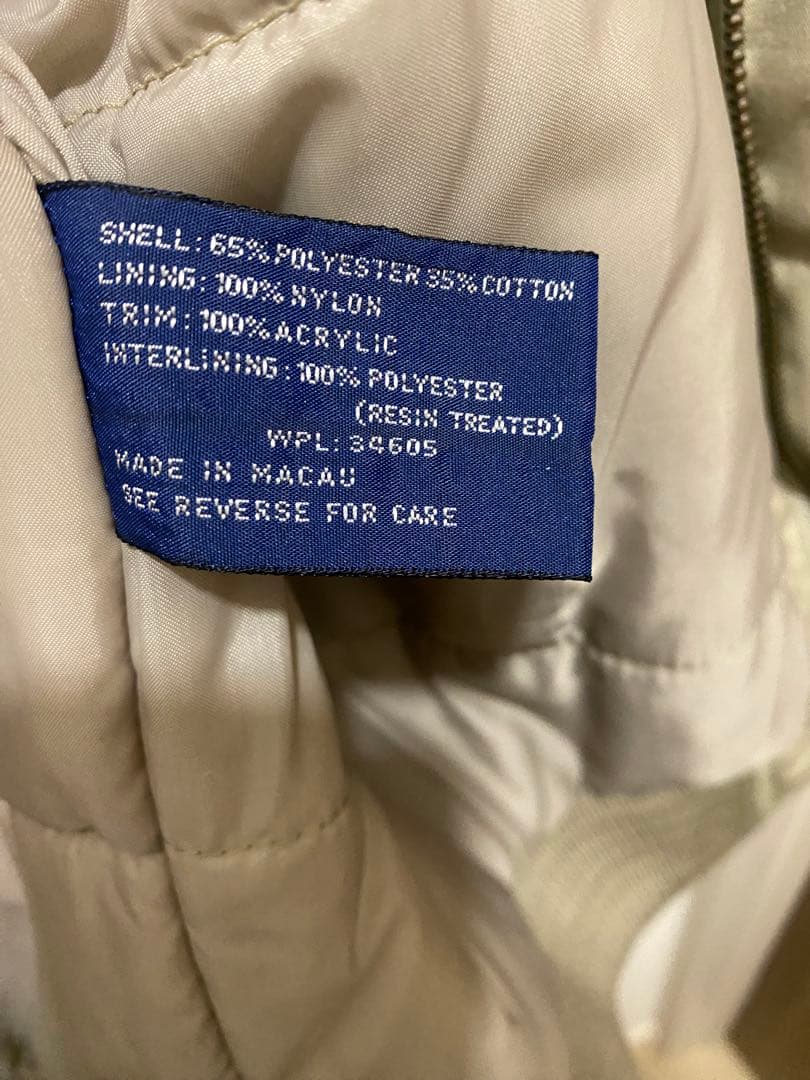 SHELL: 65% POLYESTER 35% COTTON
LINING: 100% NYLON
TRIM: 100% ACRYLIC
INTERLINING: 100% POLYESTER
(RESIN TREATED)
WPL: 34605
MADE IN MACAU
SEE REVERSE FOR CARE